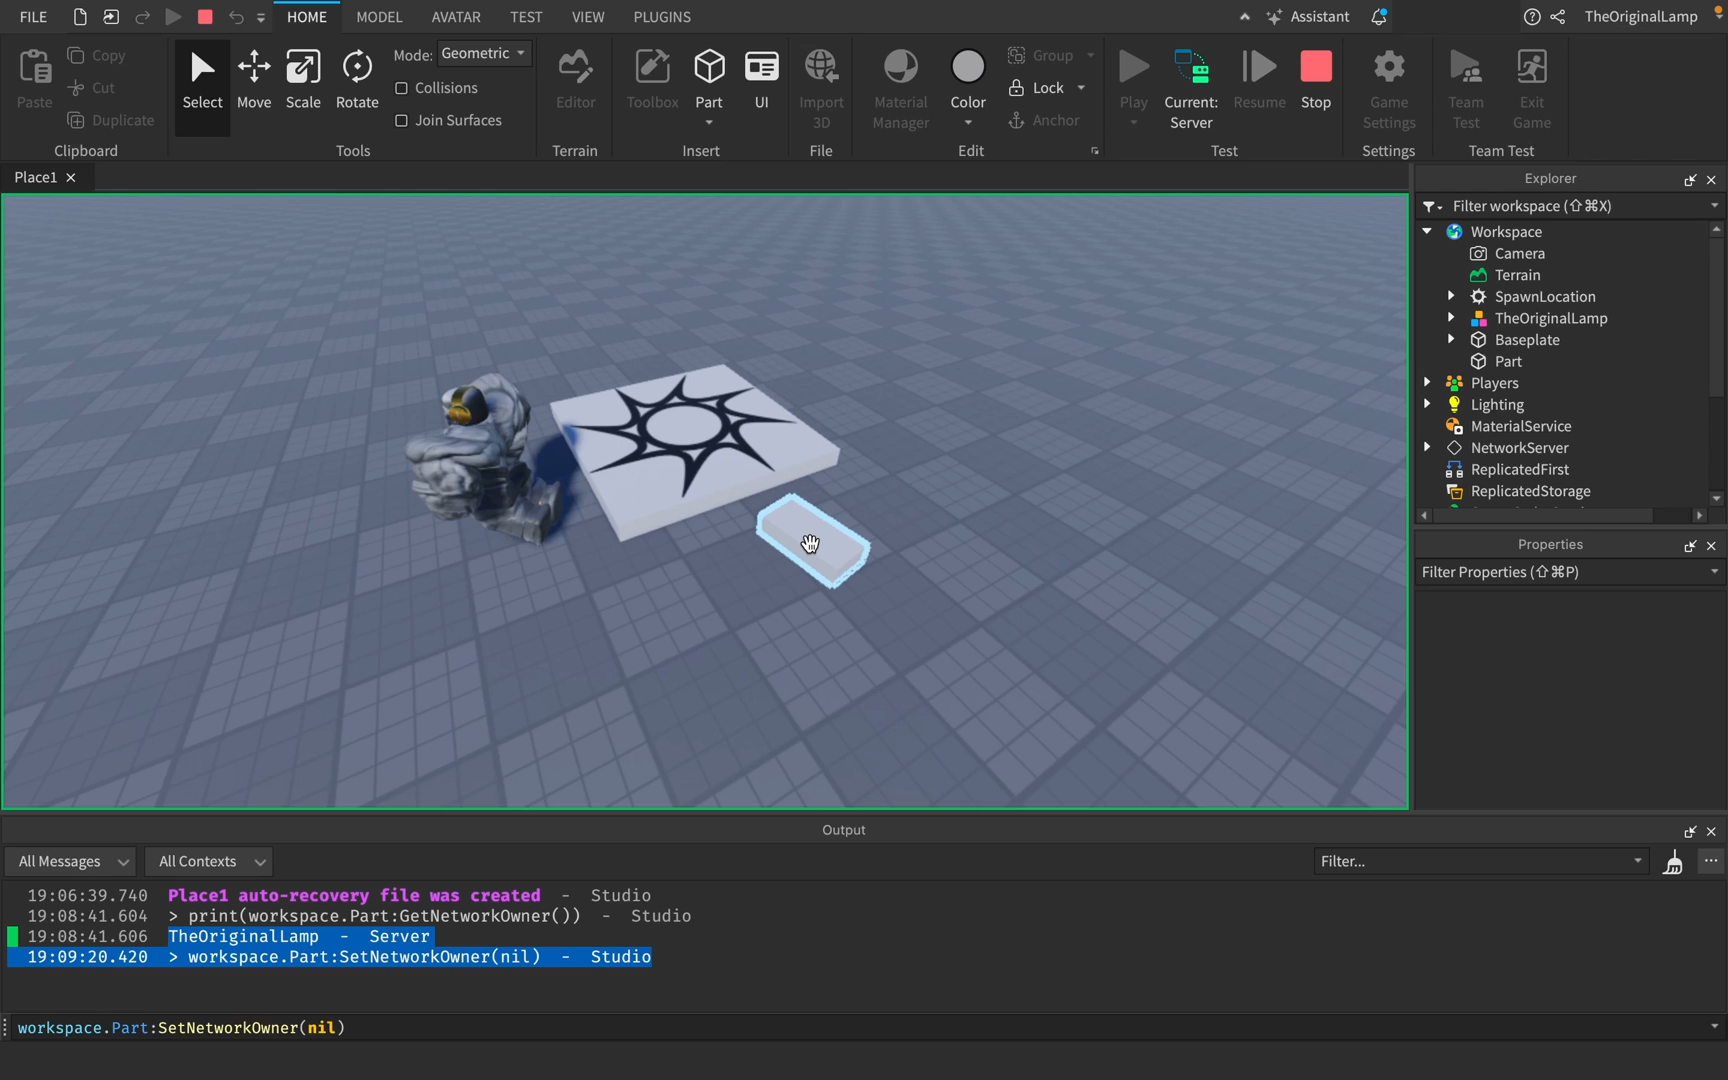 FILE
HOME
MODEL
AVATAR
TEST
VIEW
PLUGINS
Assistant
TheOriginalLamp
Paste
Copy
Cut
Duplicate
Clipboard
Select
Move
Scale
Rotate
Mode: Geometric
Collisions
Join Surfaces
Tools
Editor
Terrain
Toolbox
Part
UI
Insert
Import
3D
File
Material
Manager
Color
Group
Lock
Anchor
Edit
Play
Current:
Server
Resume
Stop
Test
Game
Settings
Settings
Team
Test
Exit
Game
Team Test
Place1
Explorer
Filter workspace (⇧⌘X)
Workspace
Camera
Terrain
SpawnLocation
TheOriginalLamp
Baseplate
Part
Players
Lighting
MaterialService
NetworkServer
ReplicatedFirst
ReplicatedStorage
Properties
Filter Properties (⇧⌘P)
Output
All Messages
All Contexts
Filter...
19:06:39.740 Place1 auto-recovery file was created - Studio
19:08:41.604 > print(workspace.Part:GetNetworkOwner()) - Studio
19:08:41.606 TheOriginalLamp - Server
19:09:20.420 > workspace.Part:SetNetworkOwner(nil) - Studio
workspace.Part:SetNetworkOwner(nil)